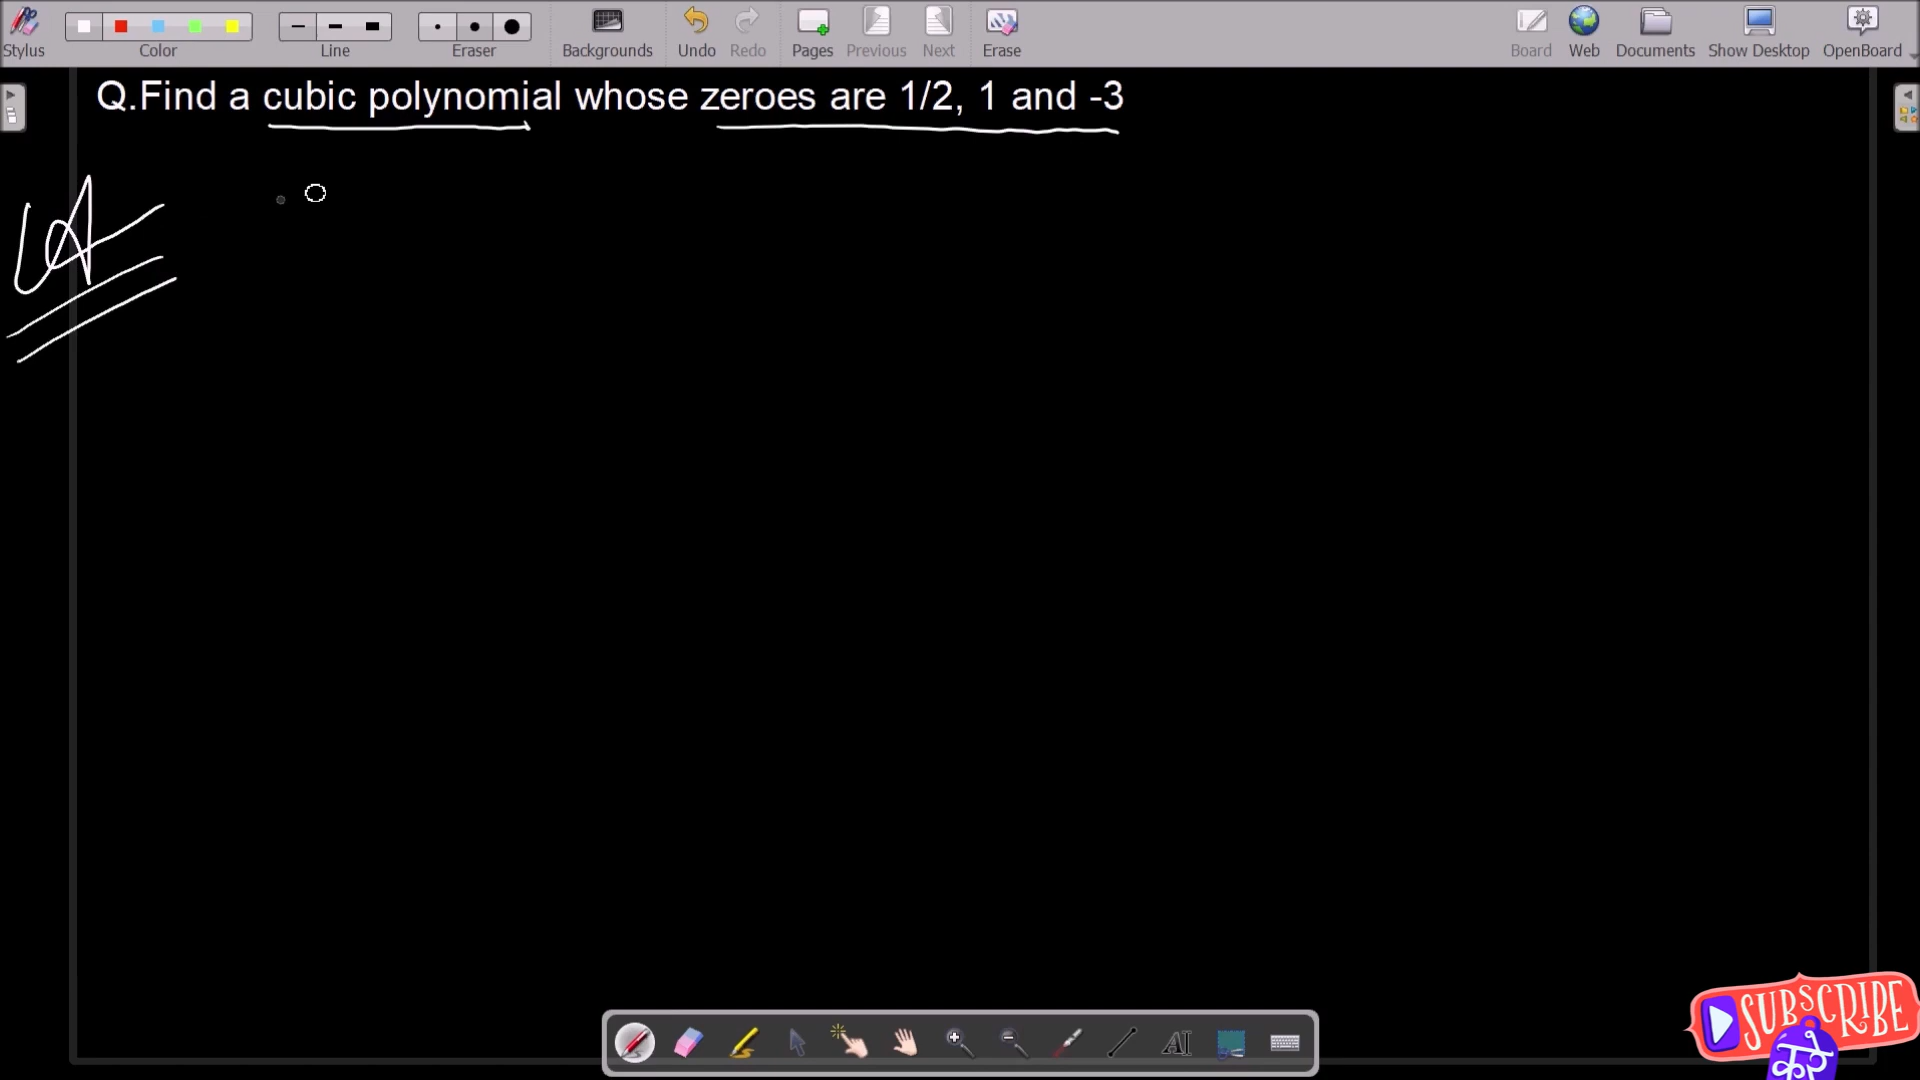 Stylus Color Line Eraser Backgrounds Undo Redo Pages Previous Next Erase Board Web Documents Show Desktop OpenBoard
Q.Find a cubic polynomial whose zeroes are 1/2, 1 and -3
SUBSCRIBE
करे